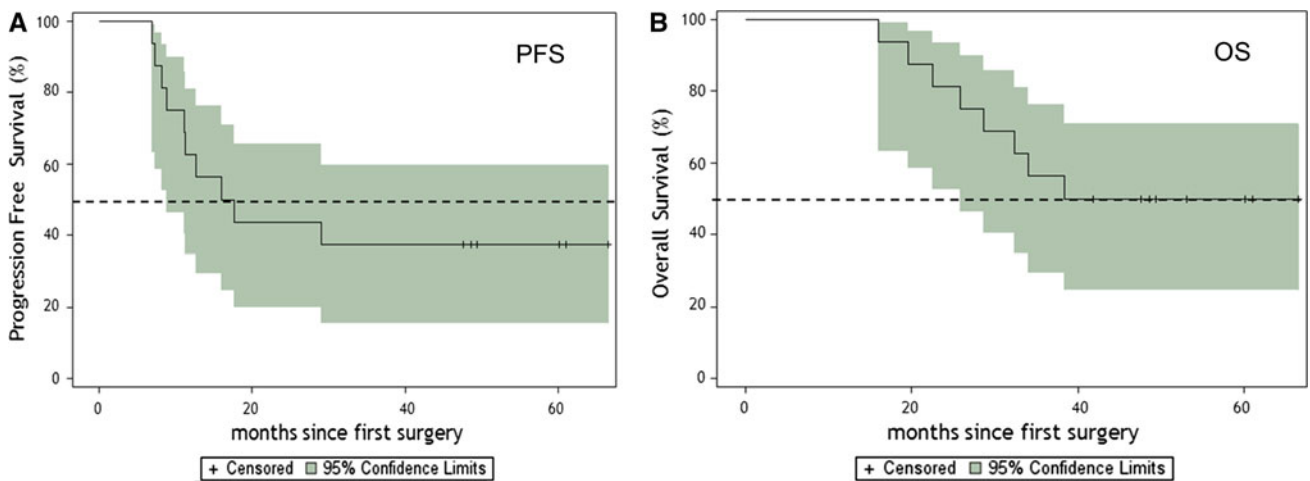 A
PFS
Progression Free Survival (%)
100
80
60
40
20
0
0 20 40 60
months since first surgery
+ Censored 95% Confidence Limits
B
OS
Overall Survival (%)
100
80
60
40
20
0
0 20 40 60
months since first surgery
+ Censored 95% Confidence Limits